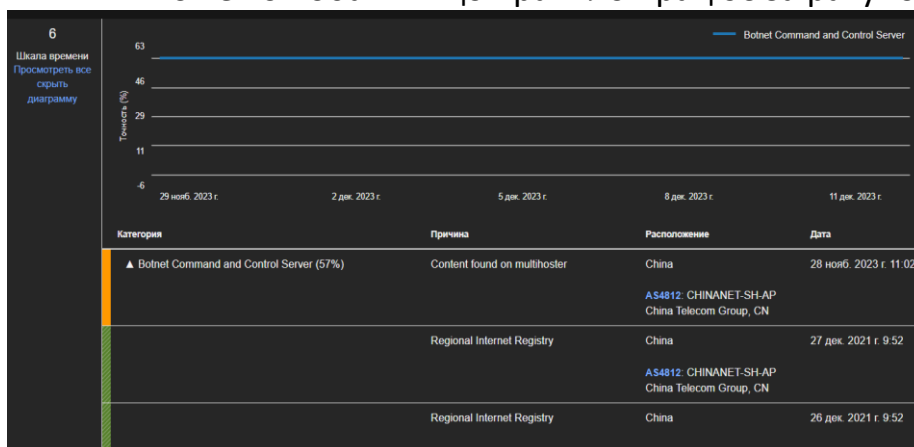 6
Шкала времени
Просмотреть все
скрыть
диаграмму
Botnet Command and Control Server
Точность (%)
63
46
29
11
-6
29 нояб. 2023 г.
2 дек. 2023 г.
5 дек. 2023 г.
8 дек. 2023 г.
11 дек. 2023 г.
Категория Причина Расположение Дата
▲ Botnet Command and Control Server (57%) Content found on multihoster China 28 нояб. 2023 г. 11:02
AS4812: CHINANET-SH-AP
China Telecom Group, CN
Regional Internet Registry China 27 дек. 2021 г. 9:52
AS4812: CHINANET-SH-AP
China Telecom Group, CN
Regional Internet Registry China 26 дек. 2021 г. 9:52